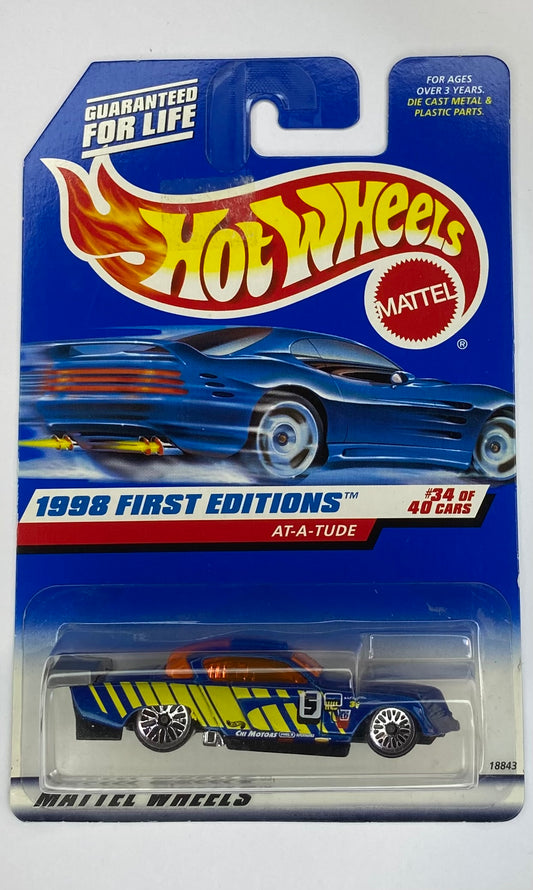 GUARANTEED
FOR LIFE
FOR AGES
OVER 3 YEARS.
DIE CAST METAL &
PLASTIC PARTS.
HOT WHEELS
MATTEL
®
1998 FIRST EDITIONS™
#34 OF
40 CARS
AT-A-TUDE
5
CHI MOTORS
18843
MATTEL WHEELS